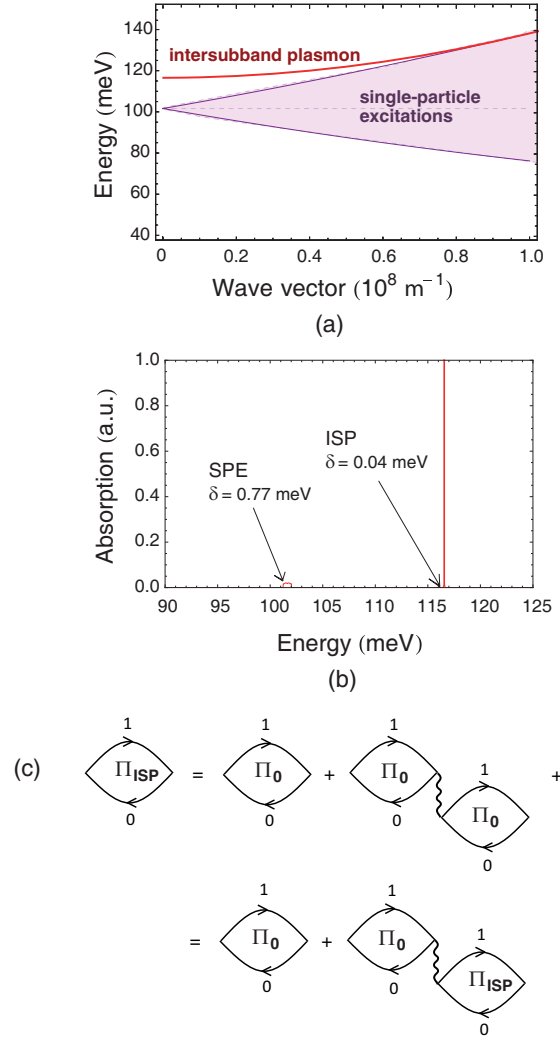 140
120
100
80
60
40
Energy (meV)
intersubband plasmon
single-particle
excitations
0 0.2 0.4 0.6 0.8 1.0
Wave vector (10⁸ m⁻¹)
(a)
1.0
0.8
0.6
0.4
0.2
0.0
Absorption (a.u.)
ISP
δ = 0.04 meV
SPE
δ = 0.77 meV
90 95 100 105 110 115 120 125
Energy (meV)
(b)
(c)
1 1 1
Π_ISP = Π_0 + Π_0 1 +
0 0 0 Π_0
0
1 1
= Π_0 + Π_0 1
0 0 Π_ISP
0